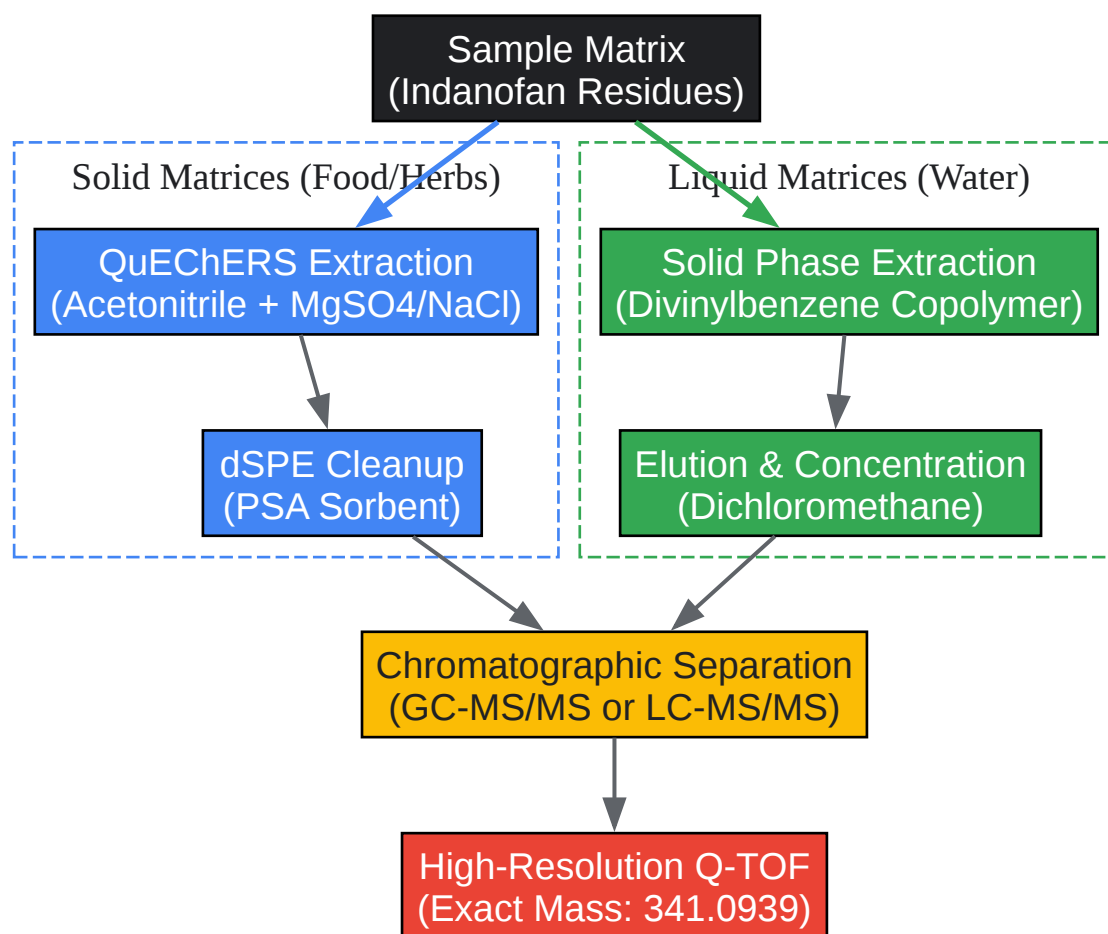 Sample Matrix
(Indanofan Residues)
Solid Matrices (Food/Herbs)
QuEChERS Extraction
(Acetonitrile + MgSO4/NaCl)
dSPE Cleanup
(PSA Sorbent)
Liquid Matrices (Water)
Solid Phase Extraction
(Divinylbenzene Copolymer)
Elution & Concentration
(Dichloromethane)
Chromatographic Separation
(GC-MS/MS or LC-MS/MS)
High-Resolution Q-TOF
(Exact Mass: 341.0939)